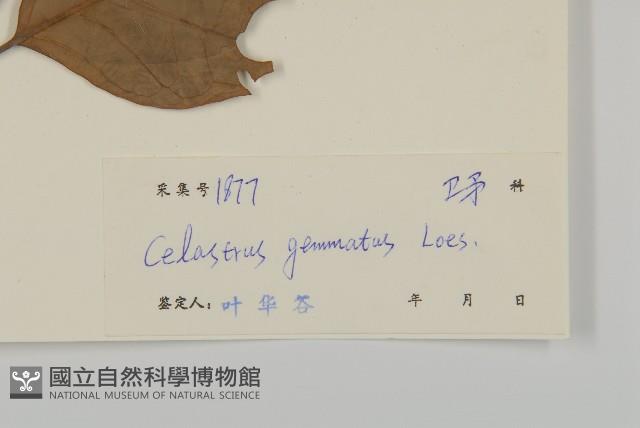 采集号 1877 卫矛 科
Celastrus gemmatus Loes.
鉴定人: 叶华谷 年 月 日
國立自然科學博物館
NATIONAL MUSEUM OF NATURAL SCIENCE